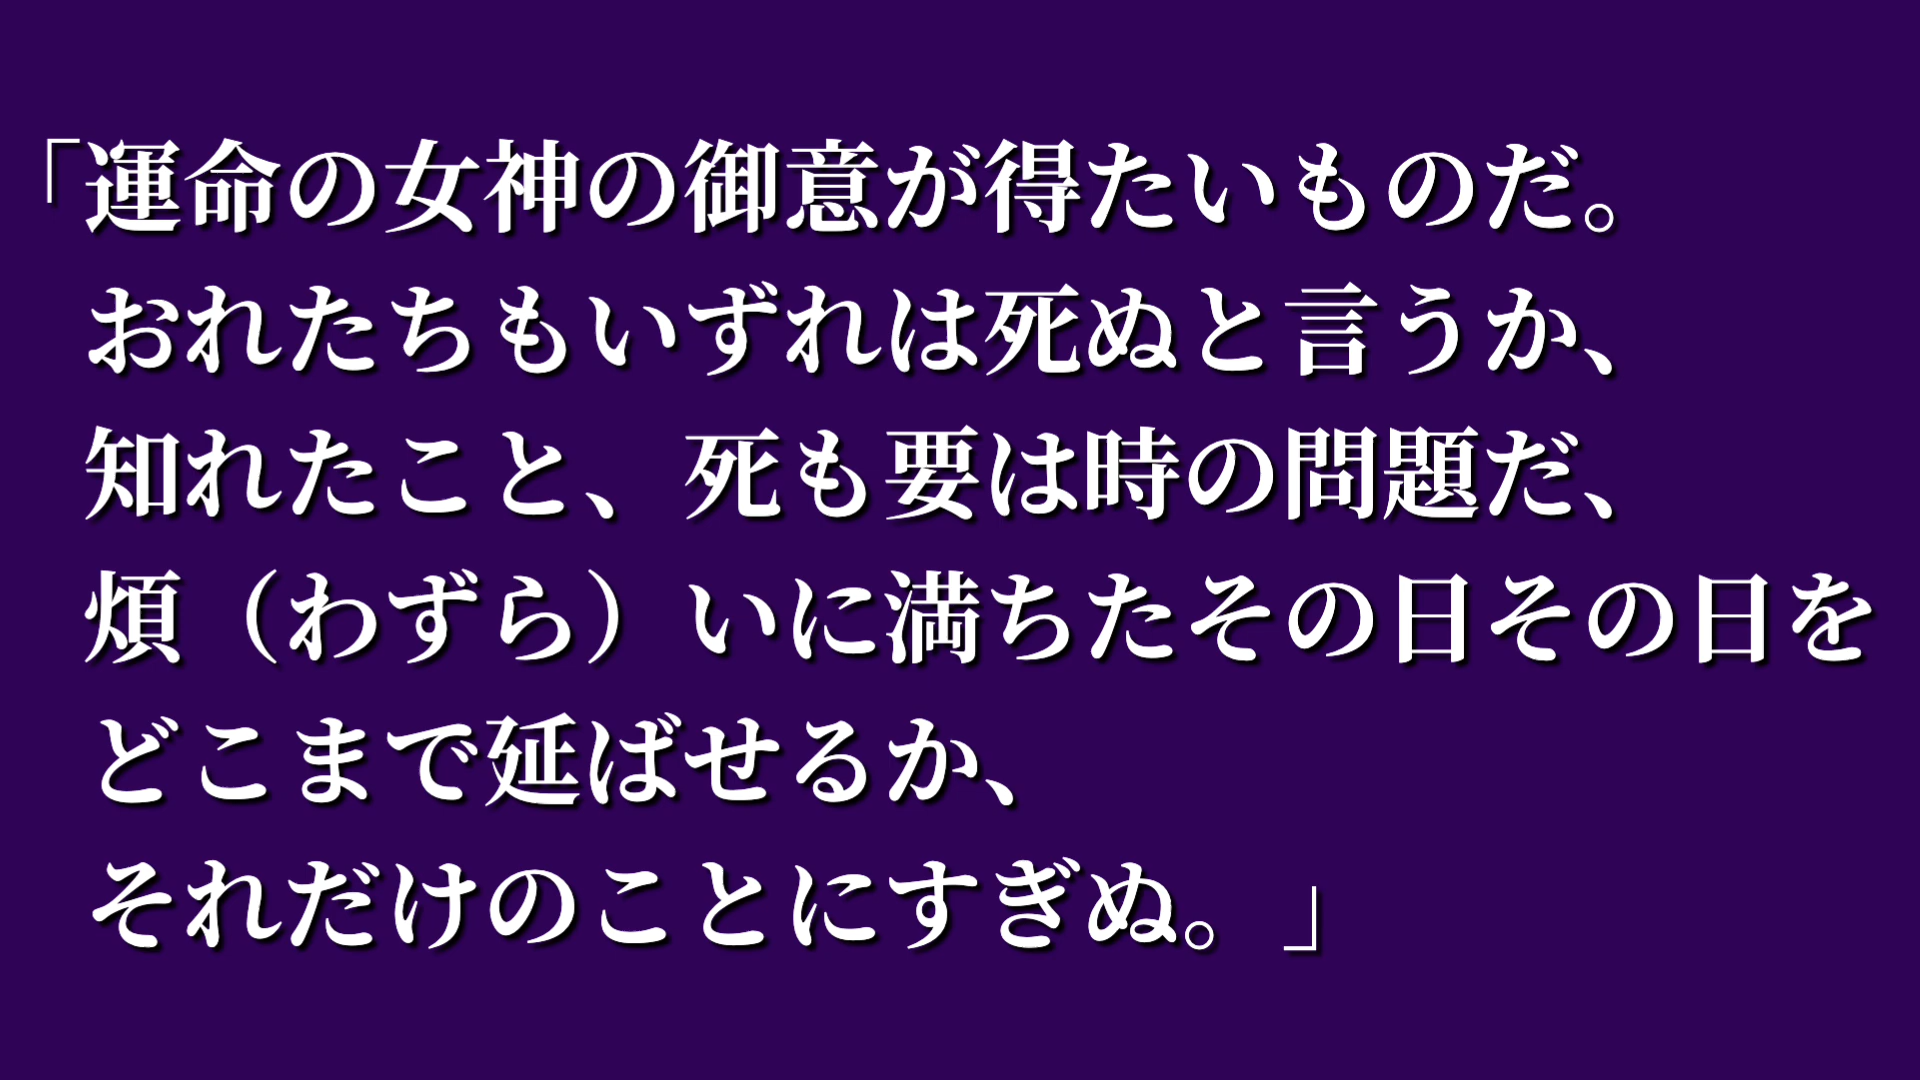 「運命の女神の御意が得たいものだ。
おれたちもいずれは死ぬと言うか、
知れたこと、死も要は時の問題だ、
煩（わずら）いに満ちたその日その日を
どこまで延ばせるか、
それだけのことにすぎぬ。」